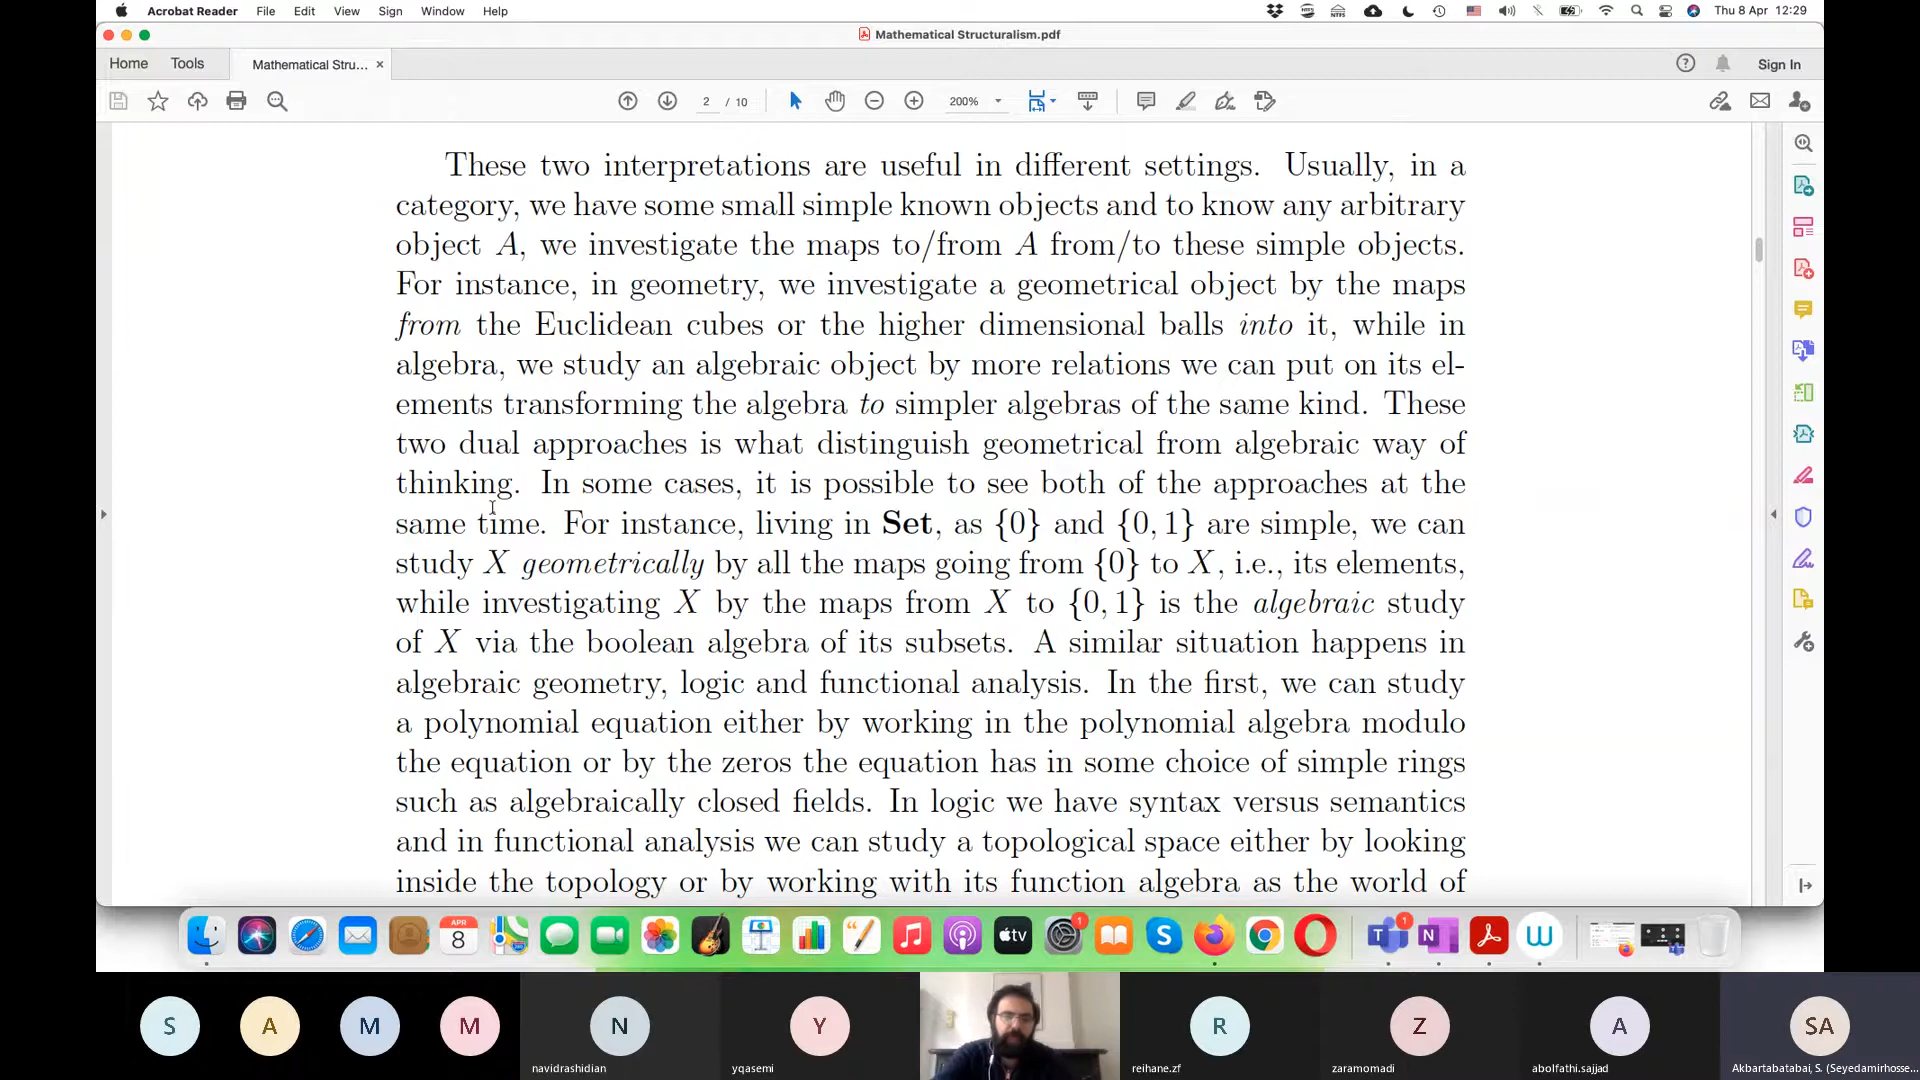 Acrobat Reader File Edit View Sign Window Help Thu 8 Apr 12:29
Mathematical Structuralism.pdf
Home Tools Mathematical Stru... × Sign In
2 / 10 200%
These two interpretations are useful in different settings. Usually, in a
category, we have some small simple known objects and to know any arbitrary
object A, we investigate the maps to/from A from/to these simple objects.
For instance, in geometry, we investigate a geometrical object by the maps
from the Euclidean cubes or the higher dimensional balls into it, while in
algebra, we study an algebraic object by more relations we can put on its el-
ements transforming the algebra to simpler algebras of the same kind. These
two dual approaches is what distinguish geometrical from algebraic way of
thinking. In some cases, it is possible to see both of the approaches at the
same time. For instance, living in Set, as {0} and {0, 1} are simple, we can
study X geometrically by all the maps going from {0} to X, i.e., its elements,
while investigating X by the maps from X to {0, 1} is the algebraic study
of X via the boolean algebra of its subsets. A similar situation happens in
algebraic geometry, logic and functional analysis. In the first, we can study
a polynomial equation either by working in the polynomial algebra modulo
the equation or by the zeros the equation has in some choice of simple rings
such as algebraically closed fields. In logic we have syntax versus semantics
and in functional analysis we can study a topological space either by looking
inside the topology or by working with its function algebra as the world of
APR
8
tv
1
1
S A M M N Y R Z A SA
navidrashidian yqasemi reihane.zf zaramomadi abolfathi.sajjad Akbartabatabai, S. (Seyedamirhosse...